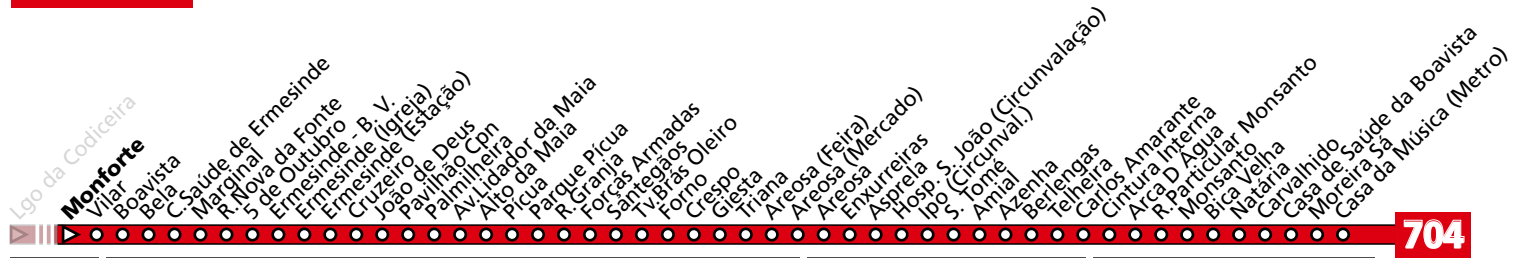 Lgo da Codiceira
Monforte
Vilar
Boavista
Bela
C.Saúde de Ermesinde
Marginal
R.Nova da Fonte
5 de Outubro
Ermesinde - B. V.
Ermesinde (Igreja)
Ermesinde (Estação)
Cruzeiro
João de Deus
Pavilhão Cpn
Palmilheira
Av.Lidador da Maia
Alto da Maia
Pícua
Parque Pícua
R.Granja
Forças Armadas
Santegãos
Tv.Brás Oleiro
Forno
Crespo
Giesta
Triana
Areosa (Feira)
Areosa (Mercado)
Areosa
Enxurreiras
Asprela
Hosp. S. João (Circunvalação)
Ipo (Circunval.)
S. Tomé
Amial
Azenha
Berlengas
Telheira
Carlos Amarante
Cintura Interna
Arca D´Água
R.Particular Monsanto
Monsanto
Bica Velha
Natária
Carvalhido
Casa de Saúde da Boavista
Moreira Sá
Casa da Música (Metro)
704